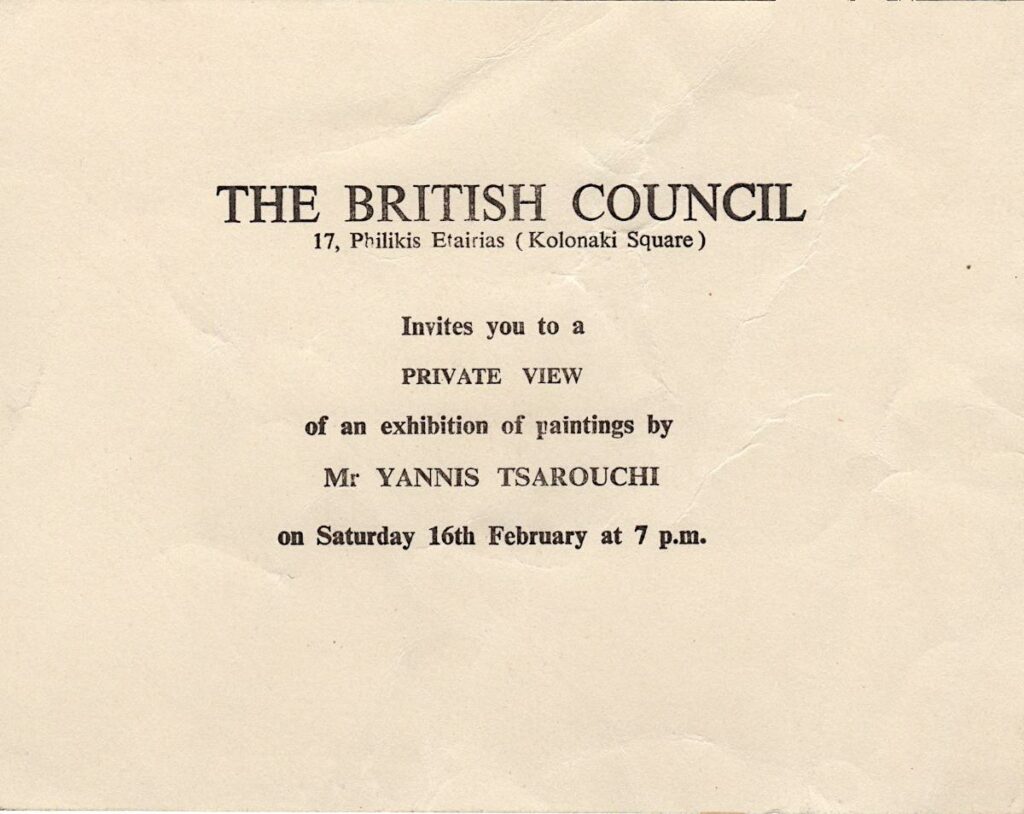 THE BRITISH COUNCIL
17, Philikis Etairias (Kolonaki Square)
Invites you to a
PRIVATE VIEW
of an exhibition of paintings by
Mr YANNIS TSAROUCHI
on Saturday 16th February at 7 p.m.